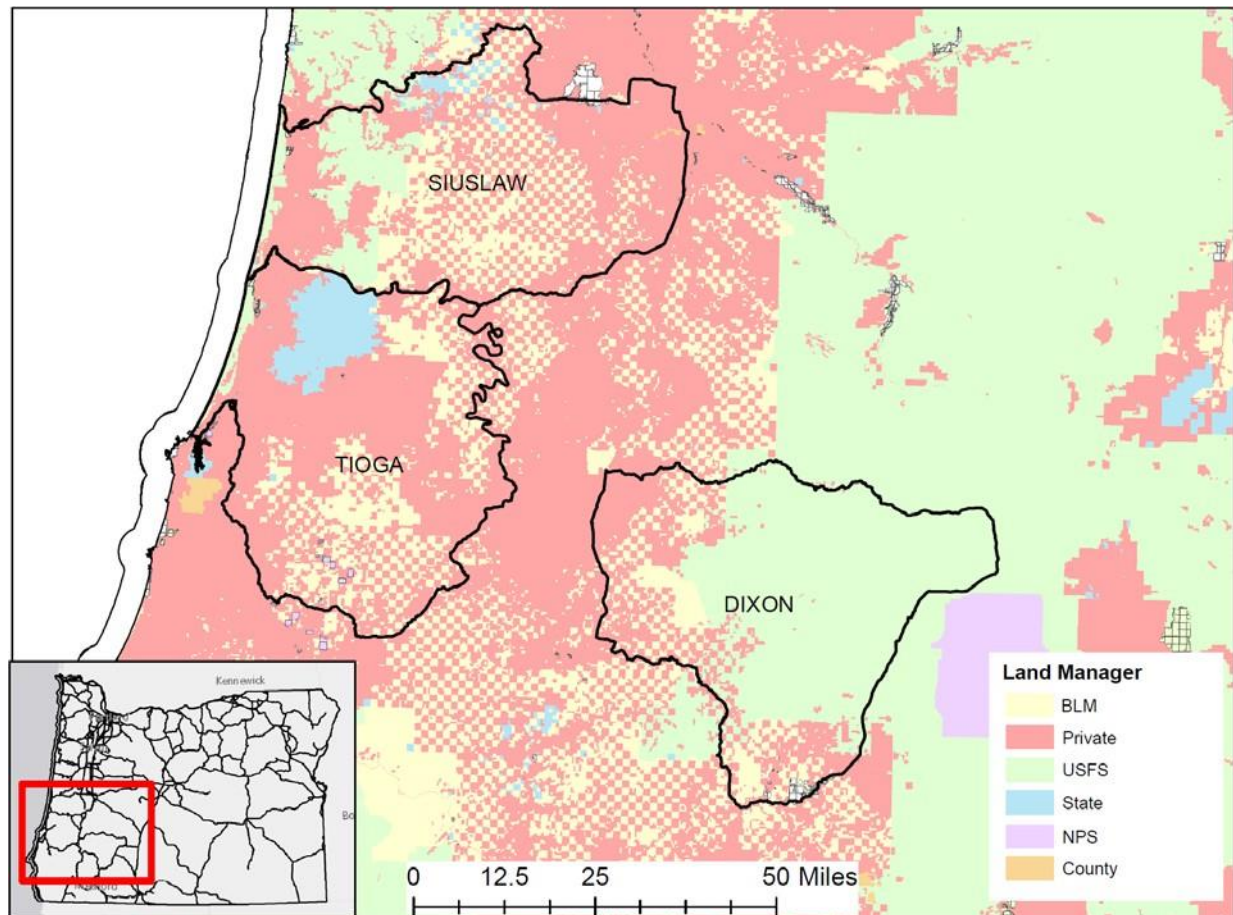 SIUSLAW
TIOGA
DIXON
Kennewick
0 12.5 25 50 Miles
Land Manager
BLM
Private
USFS
State
NPS
County